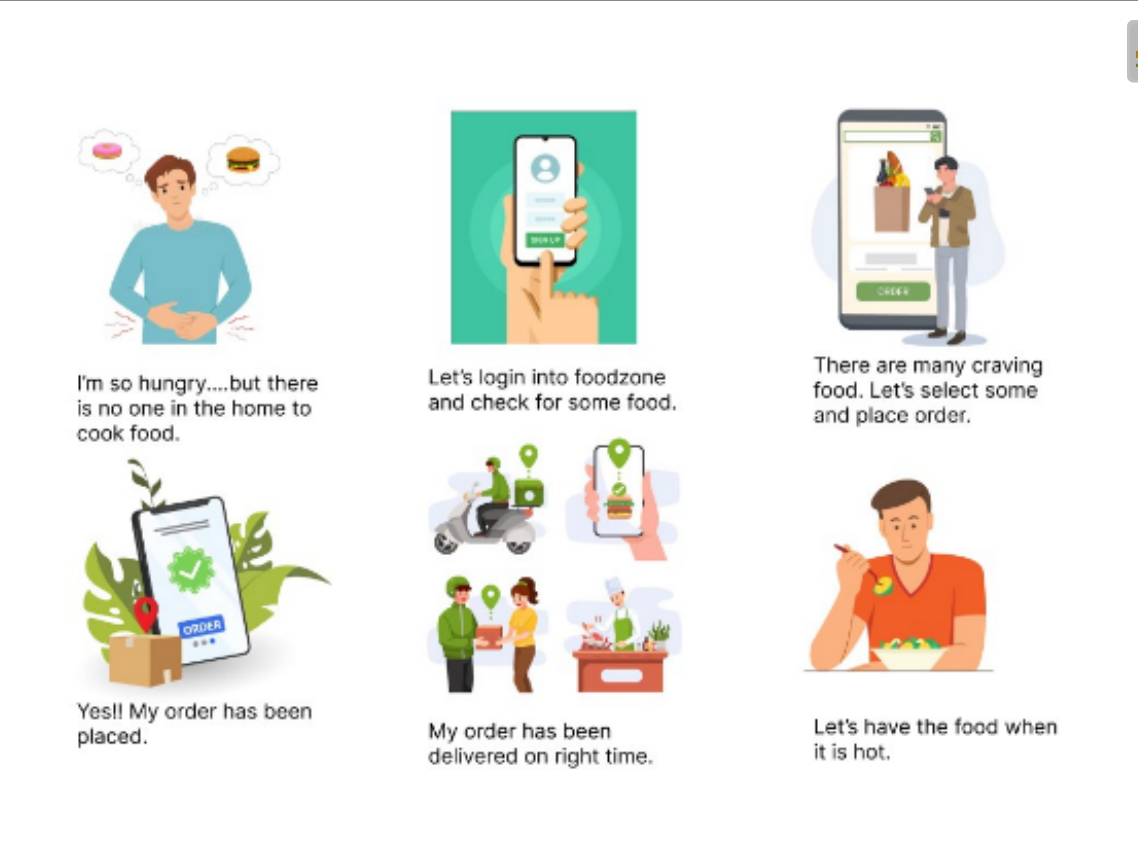 SIGN UP
ORDER
I'm so hungry....but there
is no one in the home to
cook food.
Let's login into foodzone
and check for some food.
There are many craving
food. Let's select some
and place order.
ORDER
Yes!! My order has been
placed.
My order has been
delivered on right time.
Let's have the food when
it is hot.